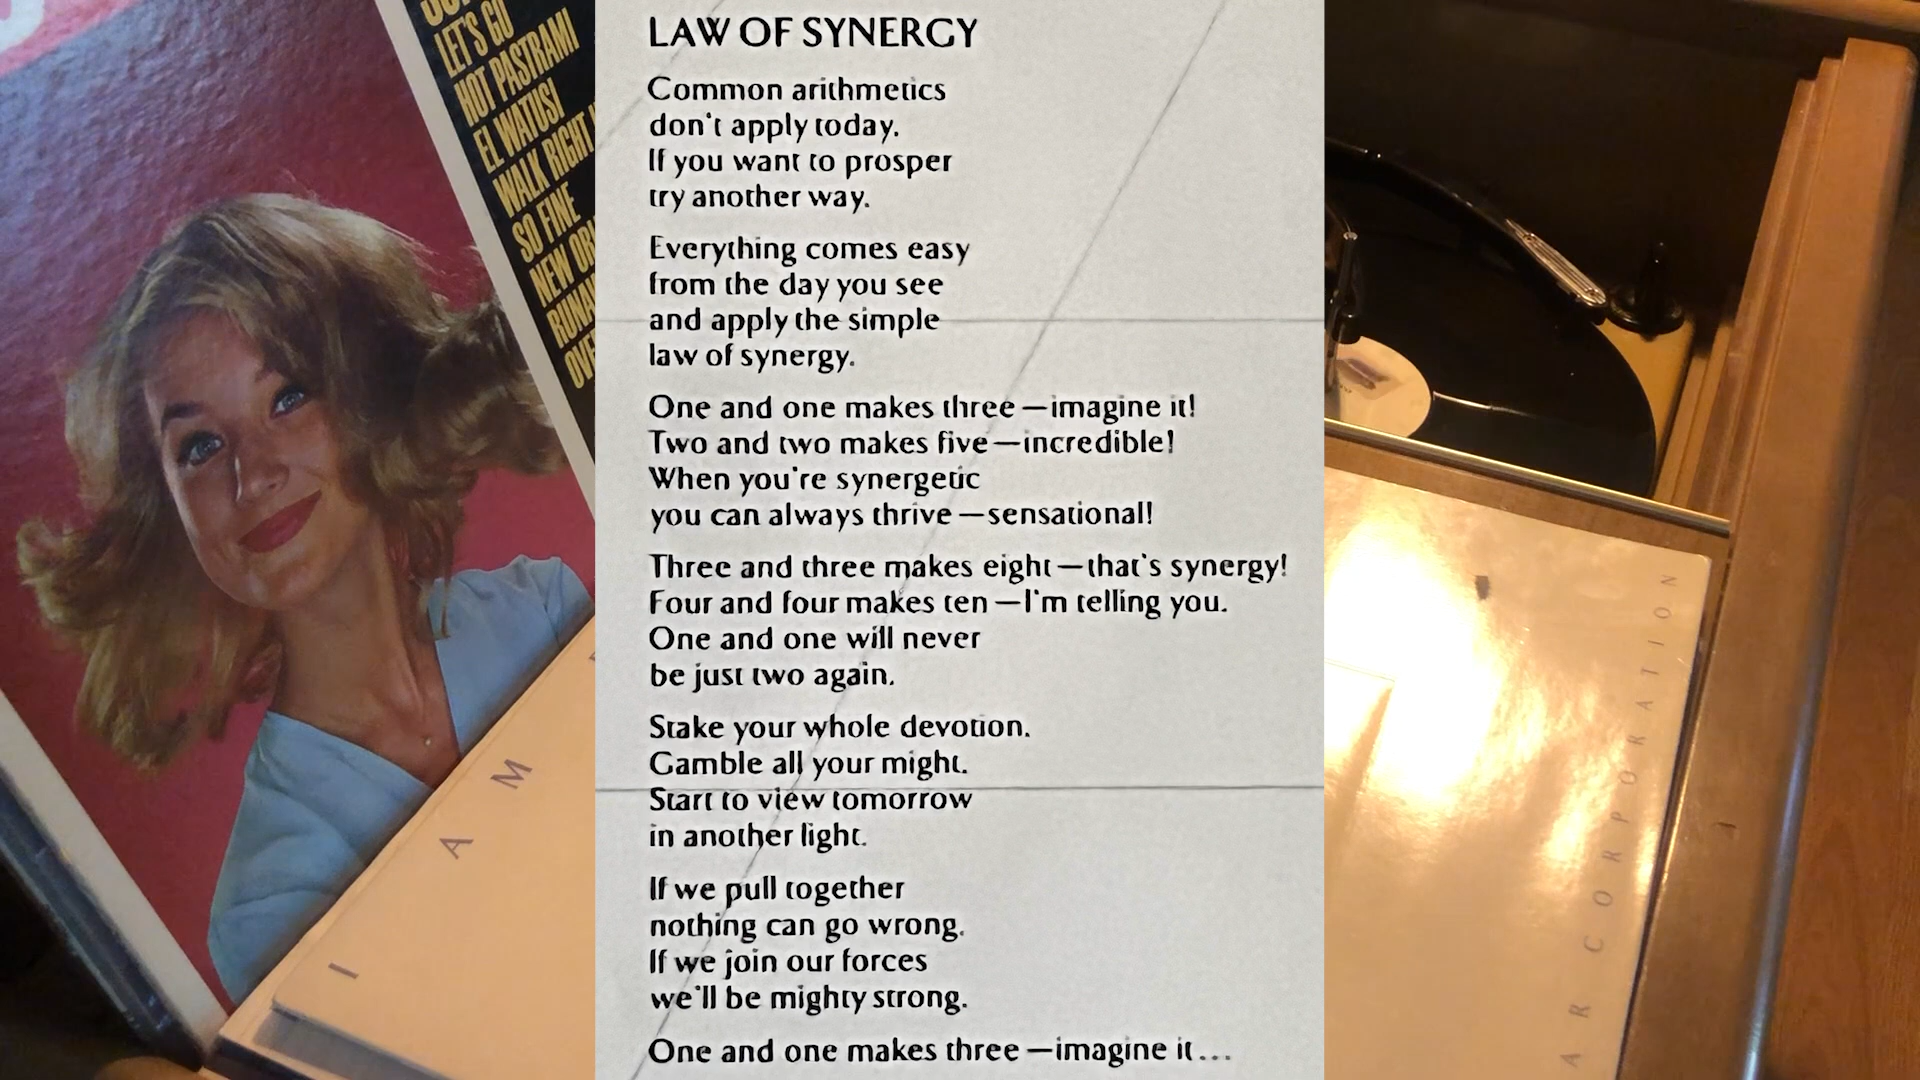 LET'S GO
HOT PASTRAMI
EL WATUSI
WALK RIGHT
SO FINE
NEW
I AM
LAW OF SYNERGY
Common arithmetics
don't apply today.
If you want to prosper
try another way.
Everything comes easy
from the day you see
and apply the simple
law of synergy.
One and one makes three—imagine it!
Two and two makes five—incredible!
When you're synergetic
you can always thrive—sensational!
Three and three makes eight—that's synergy!
Four and four makes ten—I'm telling you.
One and one will never
be just two again.
Stake your whole devotion.
Gamble all your might.
Start to view tomorrow
in another light.
If we pull together
nothing can go wrong.
If we join our forces
we'll be mighty strong.
One and one makes three—imagine it...
CORPORATION